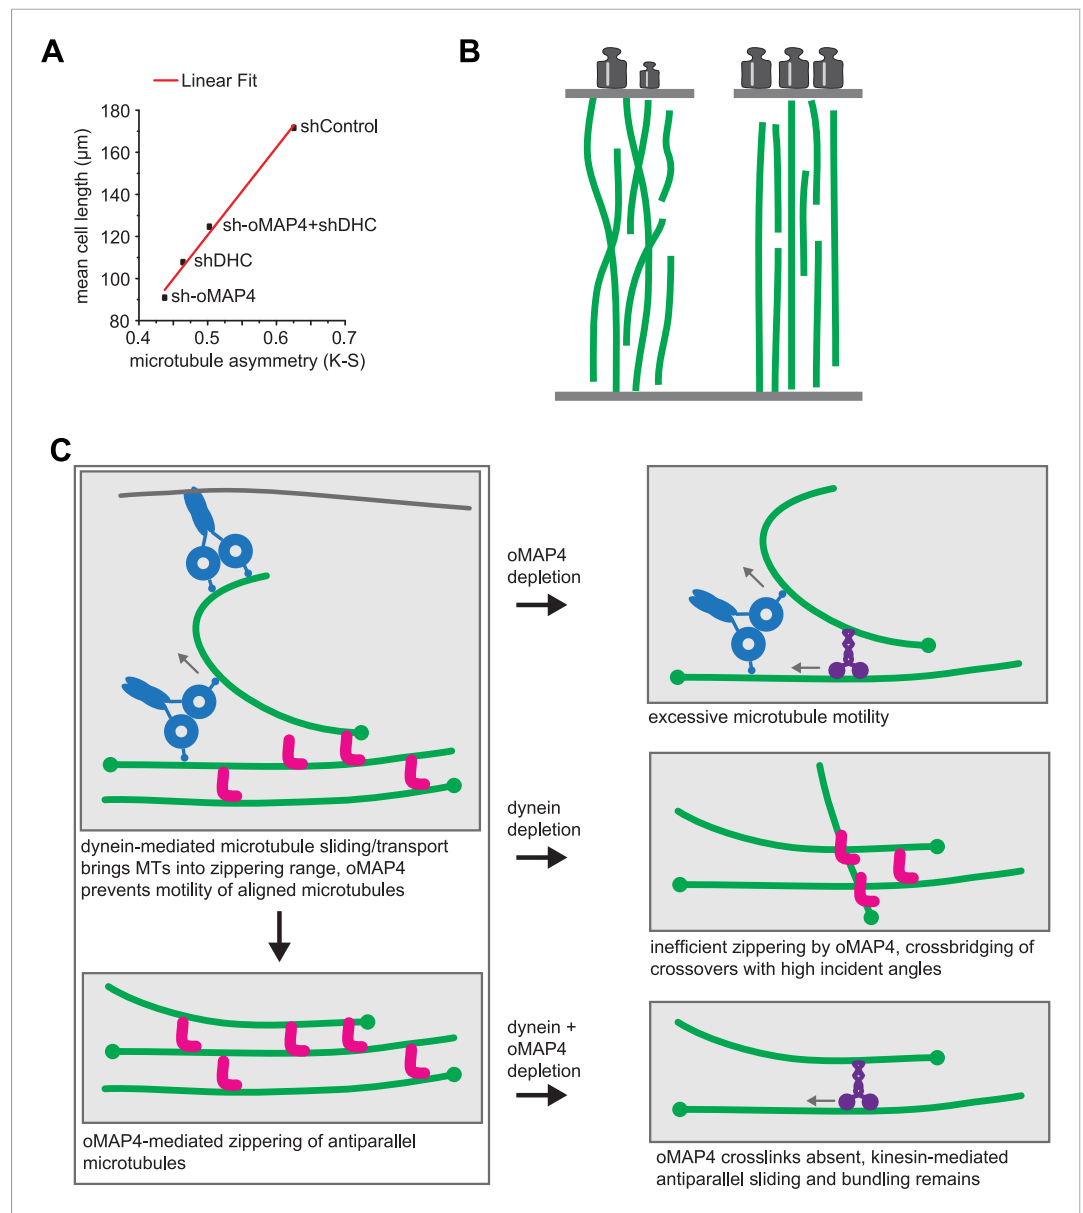 A
Linear Fit
mean cell length (μm)
180
160
140
120
100
80
0.4
0.5
0.6
0.7
microtubule asymmetry (K-S)
shControl
sh-oMAP4+shDHC
shDHC
sh-oMAP4
B
C
dynein-mediated microtubule sliding/transport
brings MTs into zippering range, oMAP4
prevents motility of aligned microtubules
oMAP4
depletion
excessive microtubule motility
dynein
depletion
inefficient zippering by oMAP4, crossbridging of
crossovers with high incident angles
oMAP4-mediated zippering of antiparallel
microtubules
dynein +
oMAP4
depletion
oMAP4 crosslinks absent, kinesin-mediated
antiparallel sliding and bundling remains